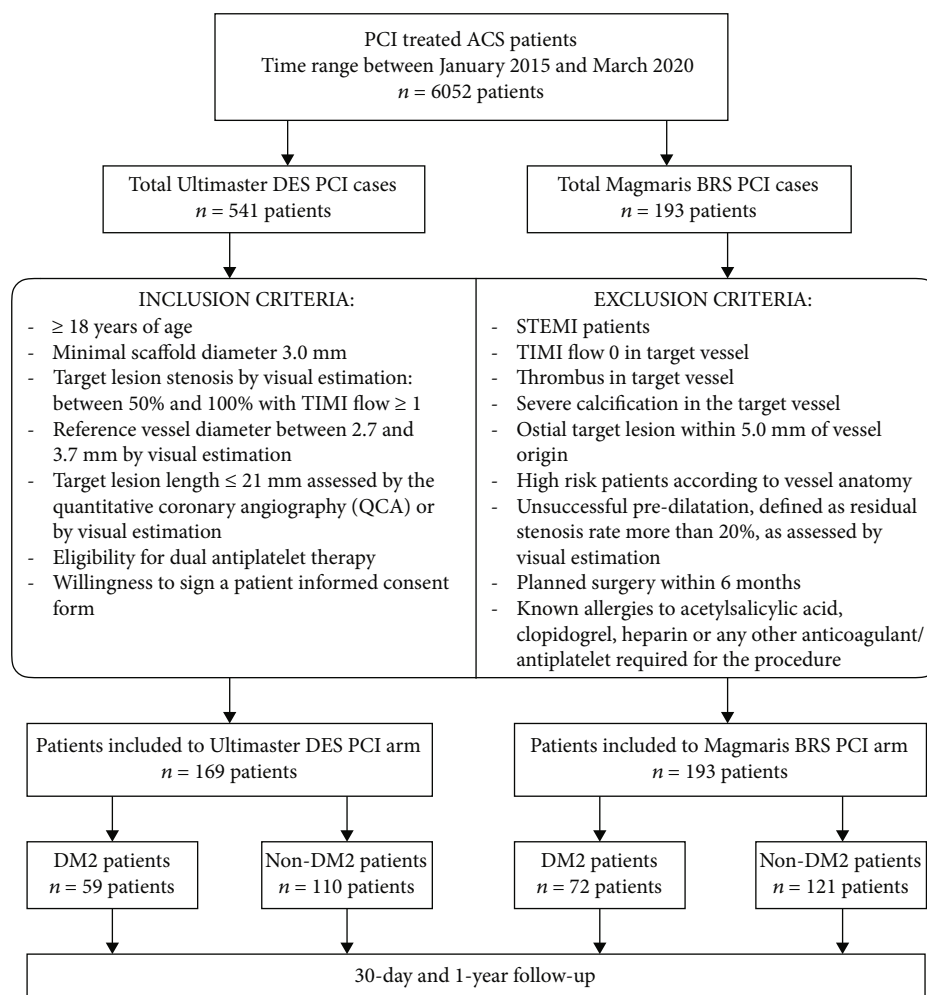 PCI treated ACS patients
Time range between January 2015 and March 2020
n = 6052 patients
Total Ultimaster DES PCI cases
n = 541 patients
Total Magmaris BRS PCI cases
n = 193 patients
INCLUSION CRITERIA:
- ≥ 18 years of age
- Minimal scaffold diameter 3.0 mm
- Target lesion stenosis by visual estimation:
between 50% and 100% with TIMI flow ≥ 1
- Reference vessel diameter between 2.7 and
3.7 mm by visual estimation
- Target lesion length ≤ 21 mm assessed by the
quantitative coronary angiography (QCA) or
by visual estimation
- Eligibility for dual antiplatelet therapy
- Willingness to sign a patient informed consent
form
EXCLUSION CRITERIA:
- STEMI patients
- TIMI flow 0 in target vessel
- Thrombus in target vessel
- Severe calcification in the target vessel
- Ostial target lesion within 5.0 mm of vessel
origin
- High risk patients according to vessel anatomy
- Unsuccessful pre-dilatation, defined as residual
stenosis rate more than 20%, as assessed by
visual estimation
- Planned surgery within 6 months
- Known allergies to acetylsalicylic acid,
clopidogrel, heparin or any other anticoagulant/
antiplatelet required for the procedure
Patients included to Ultimaster DES PCI arm
n = 169 patients
Patients included to Magmaris BRS PCI arm
n = 193 patients
DM2 patients
n = 59 patients
Non-DM2 patients
n = 110 patients
DM2 patients
n = 72 patients
Non-DM2 patients
n = 121 patients
30-day and 1-year follow-up